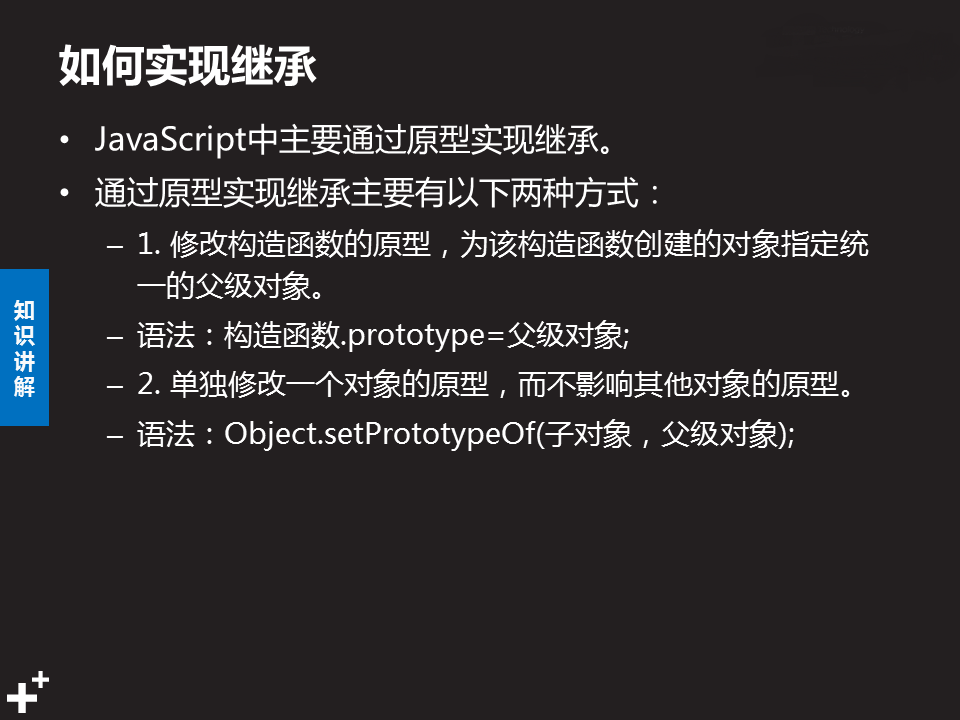 如何实现继承
• JavaScript中主要通过原型实现继承。
• 通过原型实现继承主要有以下两种方式：
– 1. 修改构造函数的原型，为该构造函数创建的对象指定统
一的父级对象。
– 语法：构造函数.prototype=父级对象;
– 2. 单独修改一个对象的原型，而不影响其他对象的原型。
– 语法：Object.setPrototypeOf(子对象，父级对象);
知
识
讲
解